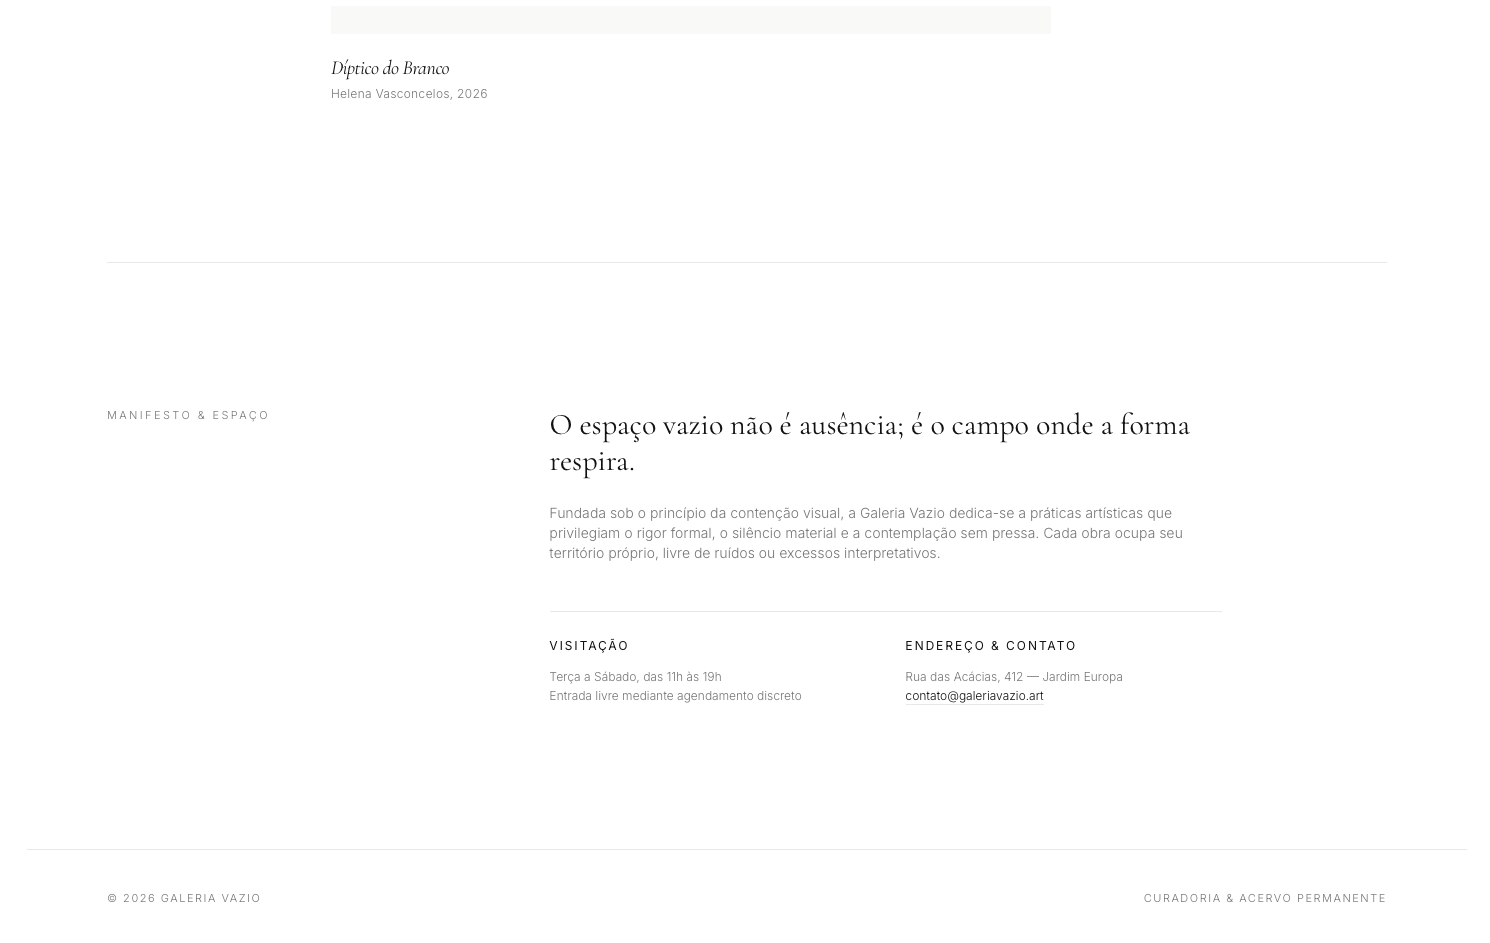 Díptico do Branco
Helena Vasconcelos, 2026
MANIFESTO & ESPAÇO
O espaço vazio não é ausência; é o campo onde a forma
respira.
Fundada sob o princípio da contenção visual, a Galeria Vazio dedica-se a práticas artísticas que
privilegiam o rigor formal, o silêncio material e a contemplação sem pressa. Cada obra ocupa seu
território próprio, livre de ruídos ou excessos interpretativos.
VISITAÇÃO
Terça a Sábado, das 11h às 19h
Entrada livre mediante agendamento discreto
ENDEREÇO & CONTATO
Rua das Acácias, 412 — Jardim Europa
contato@galeriavazio.art
© 2026 GALERIA VAZIO
CURADORIA & ACERVO PERMANENTE